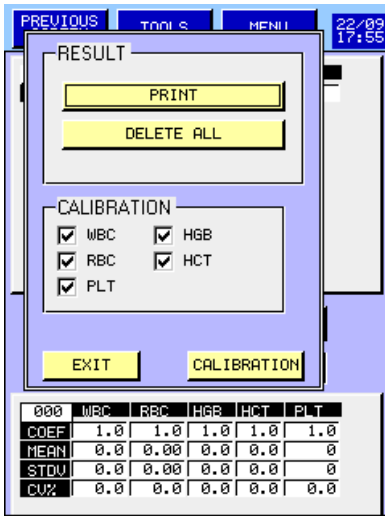 PREVIOUS TOOLS MENU 22/09
17:55
RESULT
PRINT
DELETE ALL
CALIBRATION
WBC HGB
RBC HCT
PLT
EXIT CALIBRATION
000 WBC RBC HGB HCT PLT
COEF 1.0 1.0 1.0 1.0 1.0
MEAN 0.0 0.00 0.0 0.0 0
STDV 0.0 0.00 0.0 0.0 0
CV% 0.0 0.0 0.0 0.0 0.0